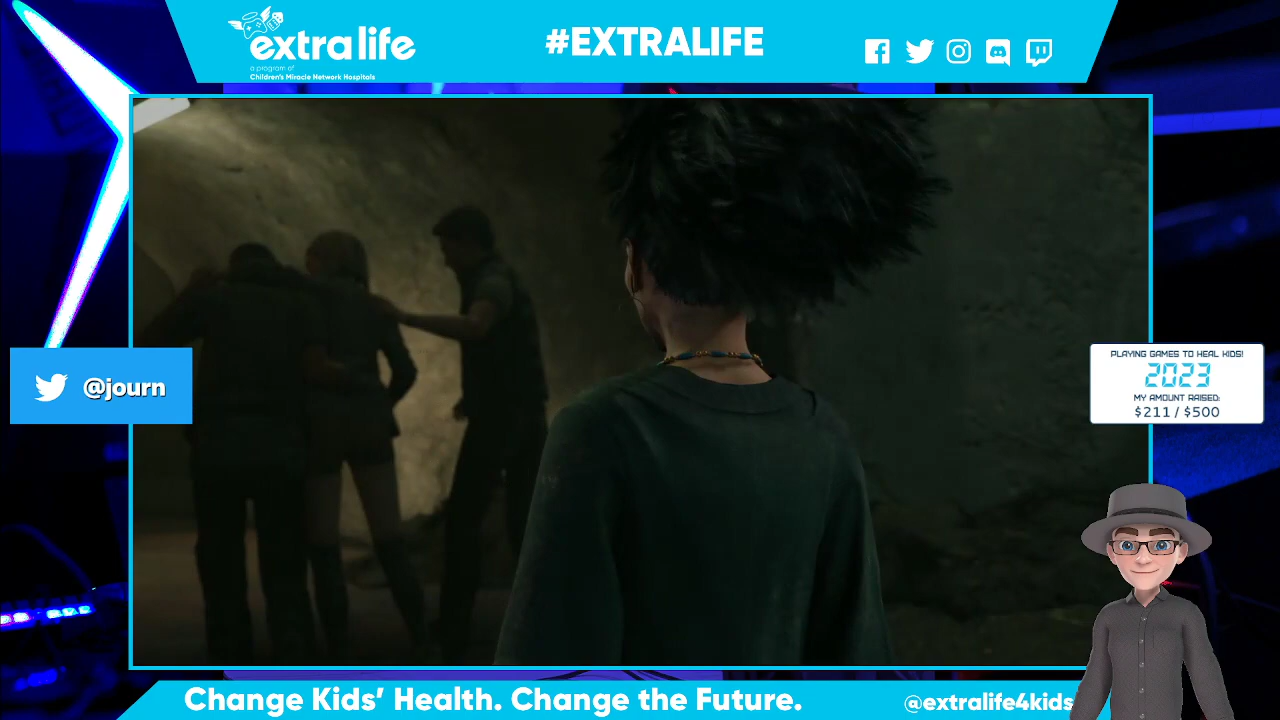 extra life
a program of
Children's Miracle Network Hospitals
#EXTRALIFE
@journ
PLAYING GAMES TO HEAL KIDS!
2023
MY AMOUNT RAISED:
$211 / $500
Change Kids' Health. Change the Future.
@extralife4kids